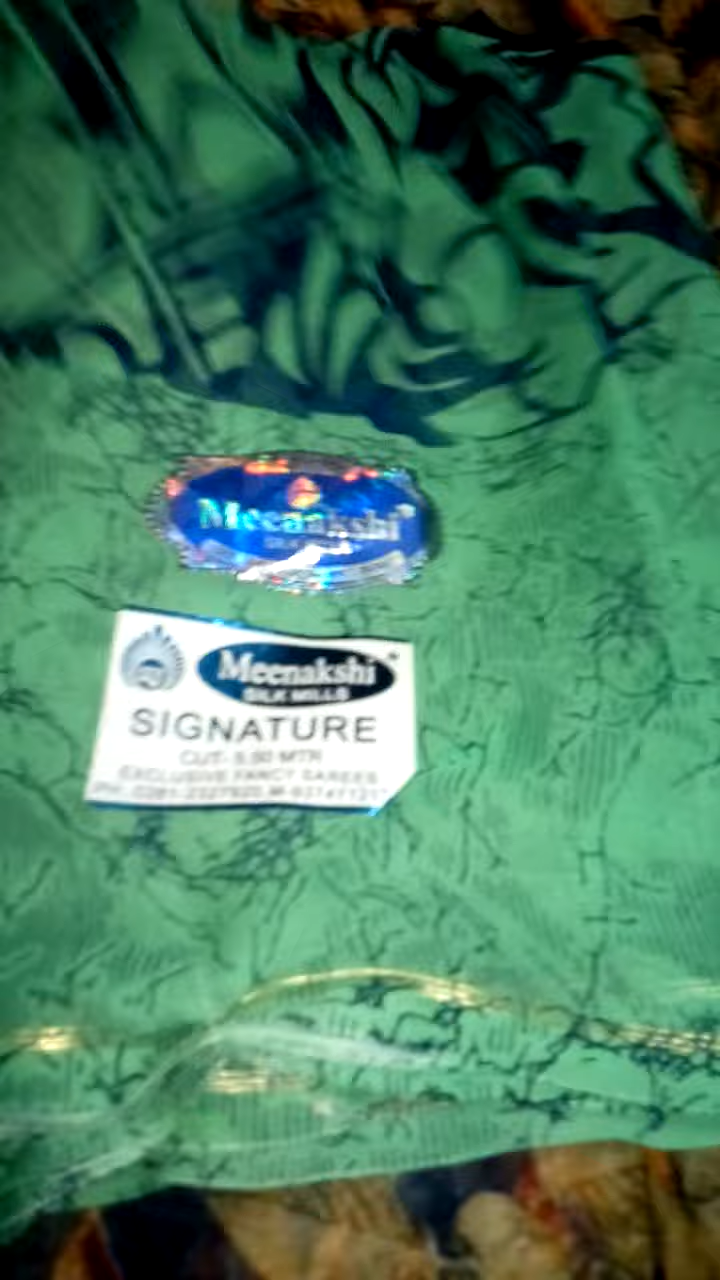 Meenakshi
Meenakshi
SILK MILLS
SIGNATURE
CUT- 5.50 MTR
EXCLUSIVE FANCY SAREES